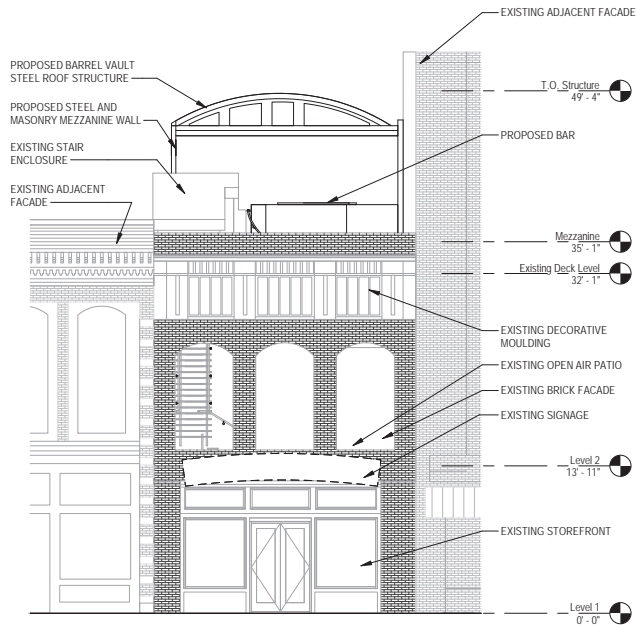 EXISTING ADJACENT FACADE
PROPOSED BARREL VAULT
STEEL ROOF STRUCTURE
T.O. Structure
49' - 4"
PROPOSED STEEL AND
MASONRY MEZZANINE WALL
PROPOSED BAR
EXISTING STAIR
ENCLOSURE
EXISTING ADJACENT
FACADE
Mezzanine
35' - 1"
Existing Deck Level
32' - 1"
EXISTING DECORATIVE
MOULDING
EXISTING OPEN AIR PATIO
EXISTING BRICK FACADE
EXISTING SIGNAGE
Level 2
13' - 11"
EXISTING STOREFRONT
Level 1
0' - 0"